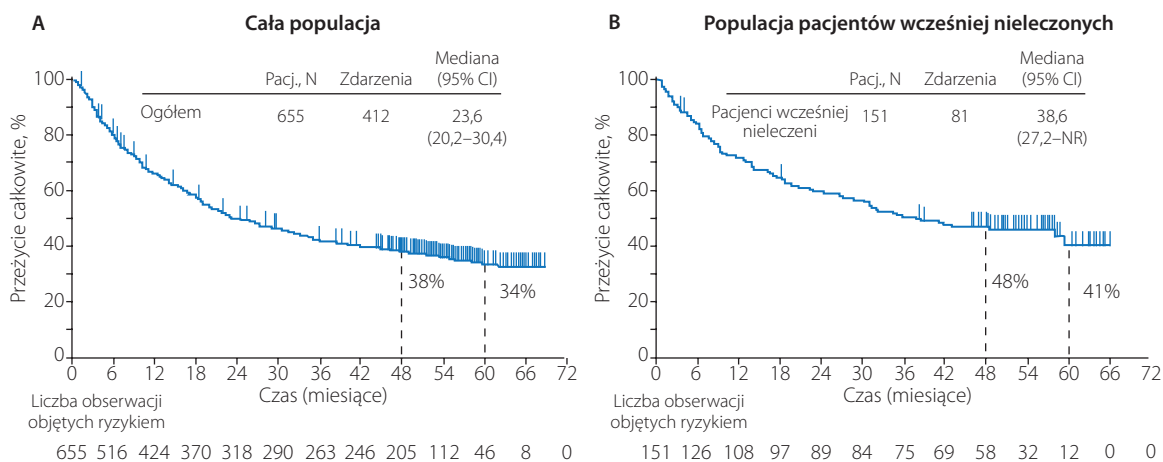 A Cała populacja
Mediana
Pacj., N Zdarzenia (95% CI)
Ogółem 655 412 23,6
(20,2–30,4)
Przeżycie całkowite, %
100
80
60
40
20
0
38%
34%
0 6 12 18 24 30 36 42 48 54 60 66 72
Czas (miesiące)
Liczba obserwacji
objętych ryzykiem
655 516 424 370 318 290 263 246 205 112 46 8 0
B Populacja pacjentów wcześniej nieleczonych
Mediana
Pacj., N Zdarzenia (95% CI)
Pacjenci wcześniej 151 81 38,6
nieleczeni (27,2–NR)
Przeżycie całkowite, %
100
80
60
40
20
0
48%
41%
0 6 12 18 24 30 36 42 48 54 60 66 72
Czas (miesiące)
Liczba obserwacji
objętych ryzykiem
151 126 108 97 89 84 75 69 58 32 12 0 0